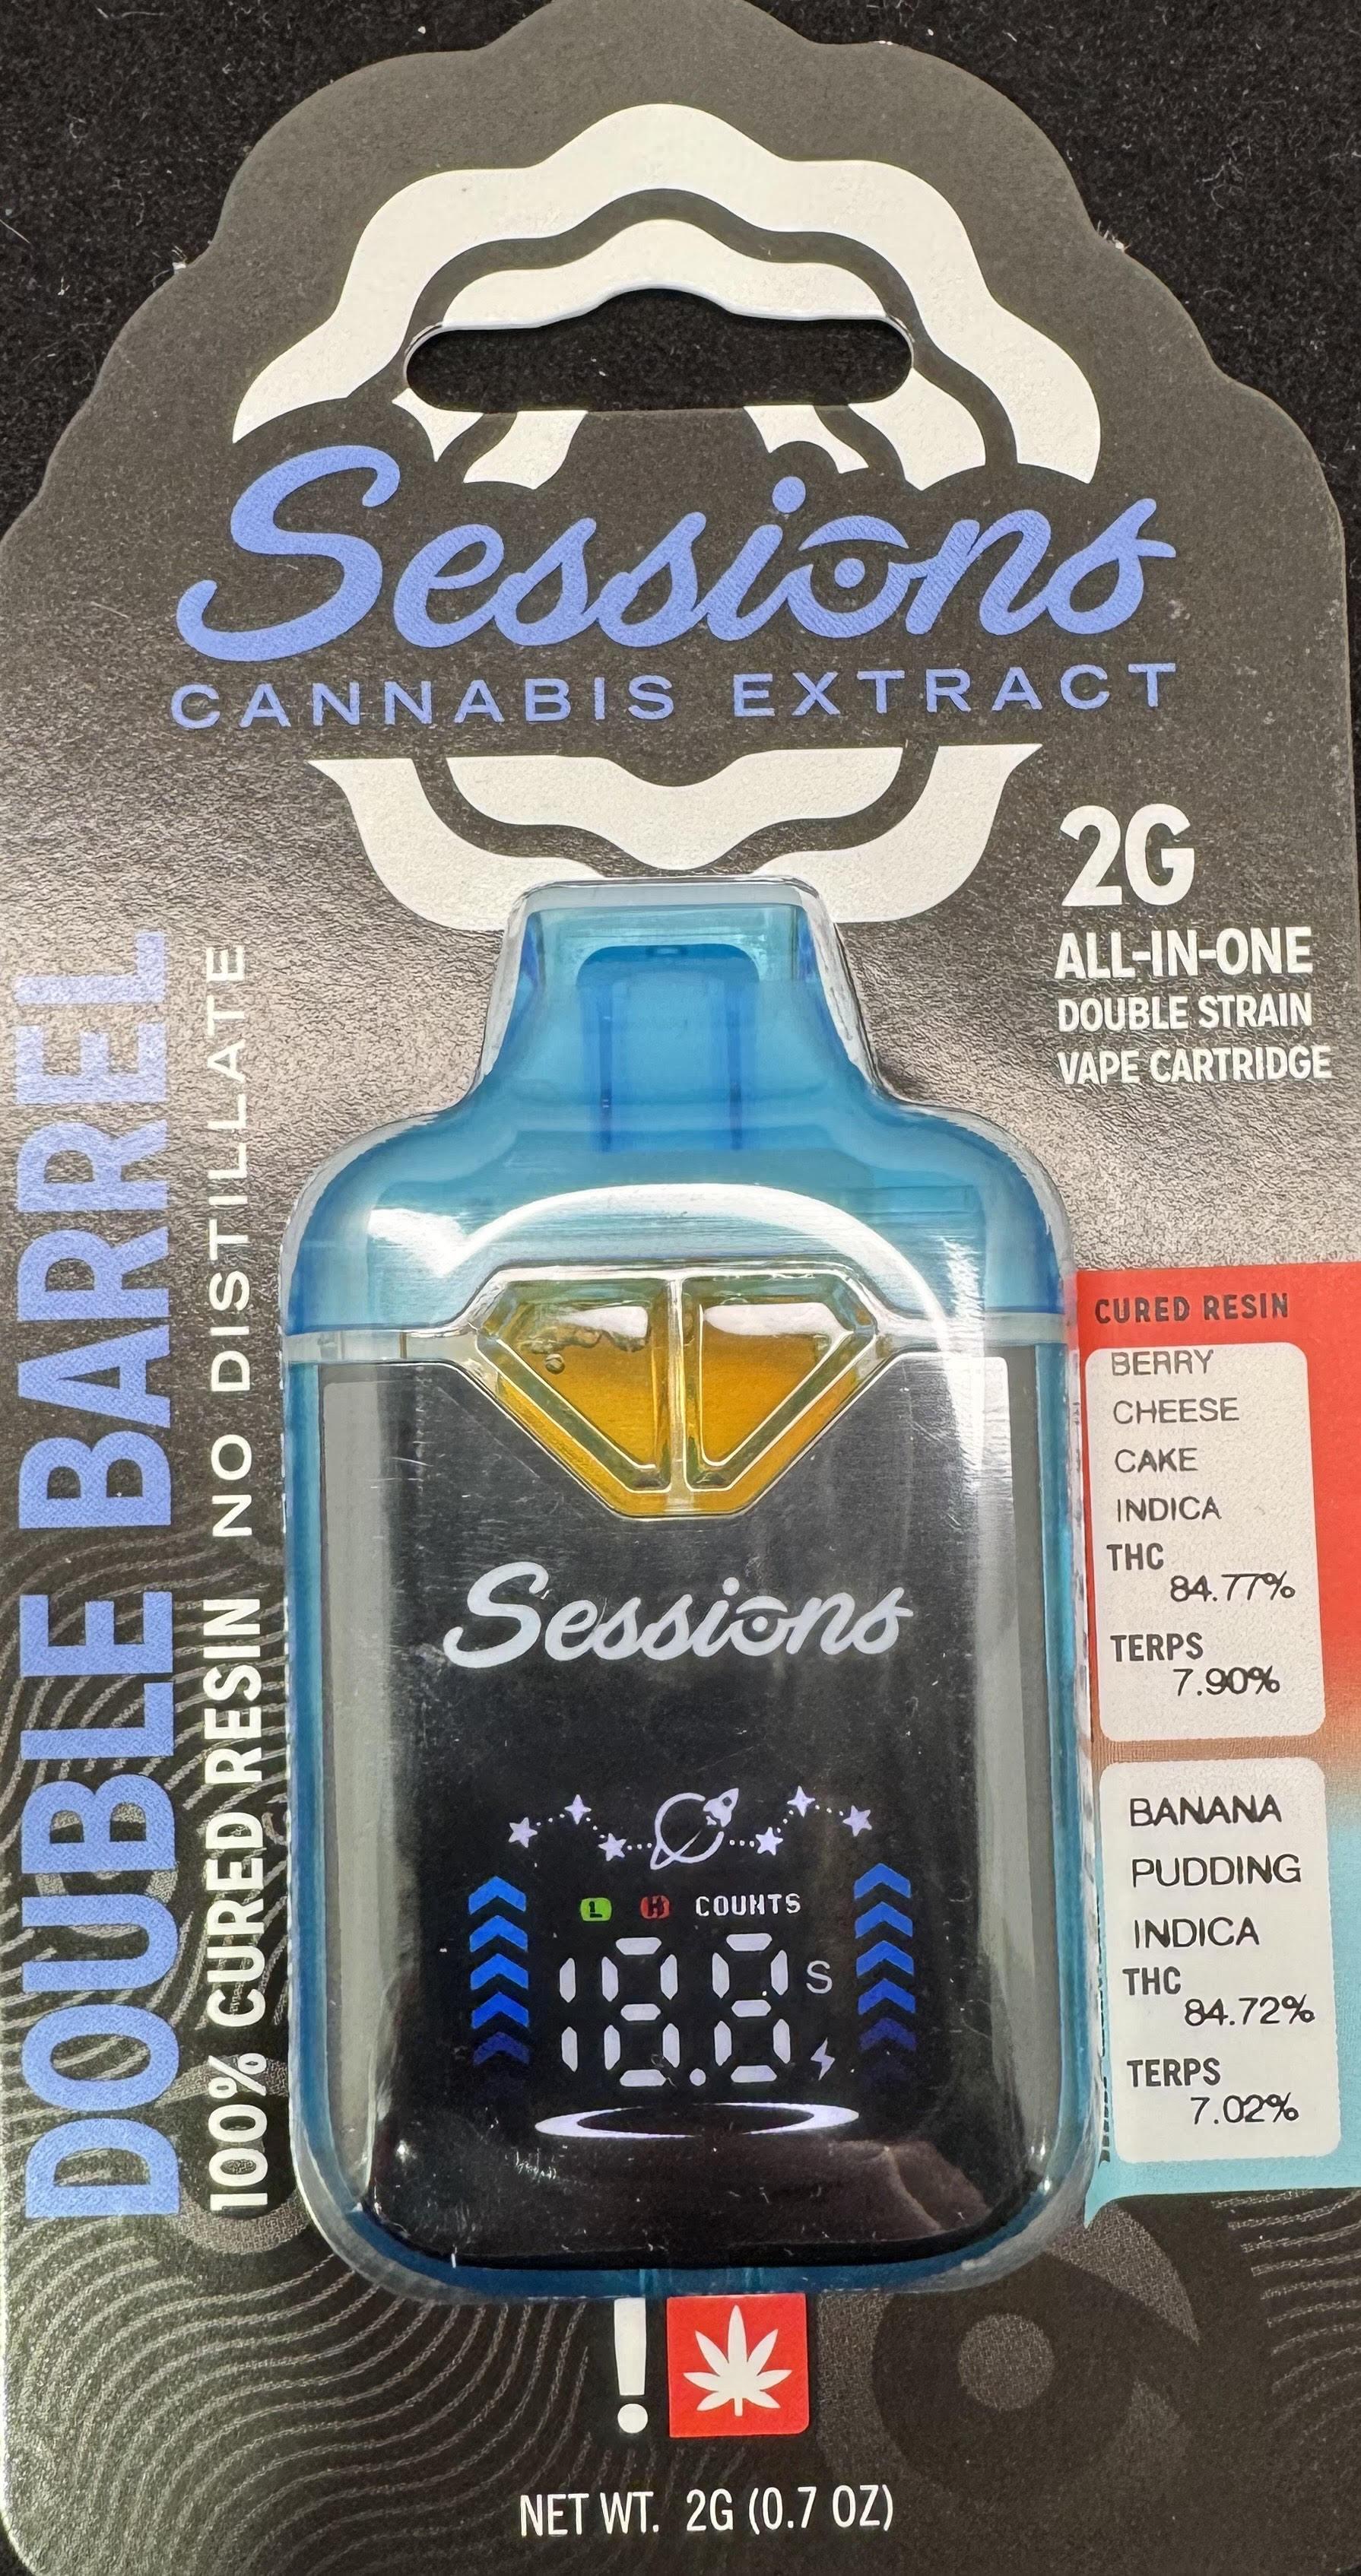 Sessions
CANNABIS EXTRACT
2G
ALL-IN-ONE
DOUBLE STRAIN
VAPE CARTRIDGE
DOUBLE BARREL
100% CURED RESIN NO DISTILLATE
CURED RESIN
BERRY
CHEESE
CAKE
INDICA
THC
84.77%
TERPS
7.90%
BANANA
PUDDING
INDICA
THC
84.72%
TERPS
7.02%
Sessions
L H COUNTS
188 S
!
NET WT. 2G (0.7 OZ)